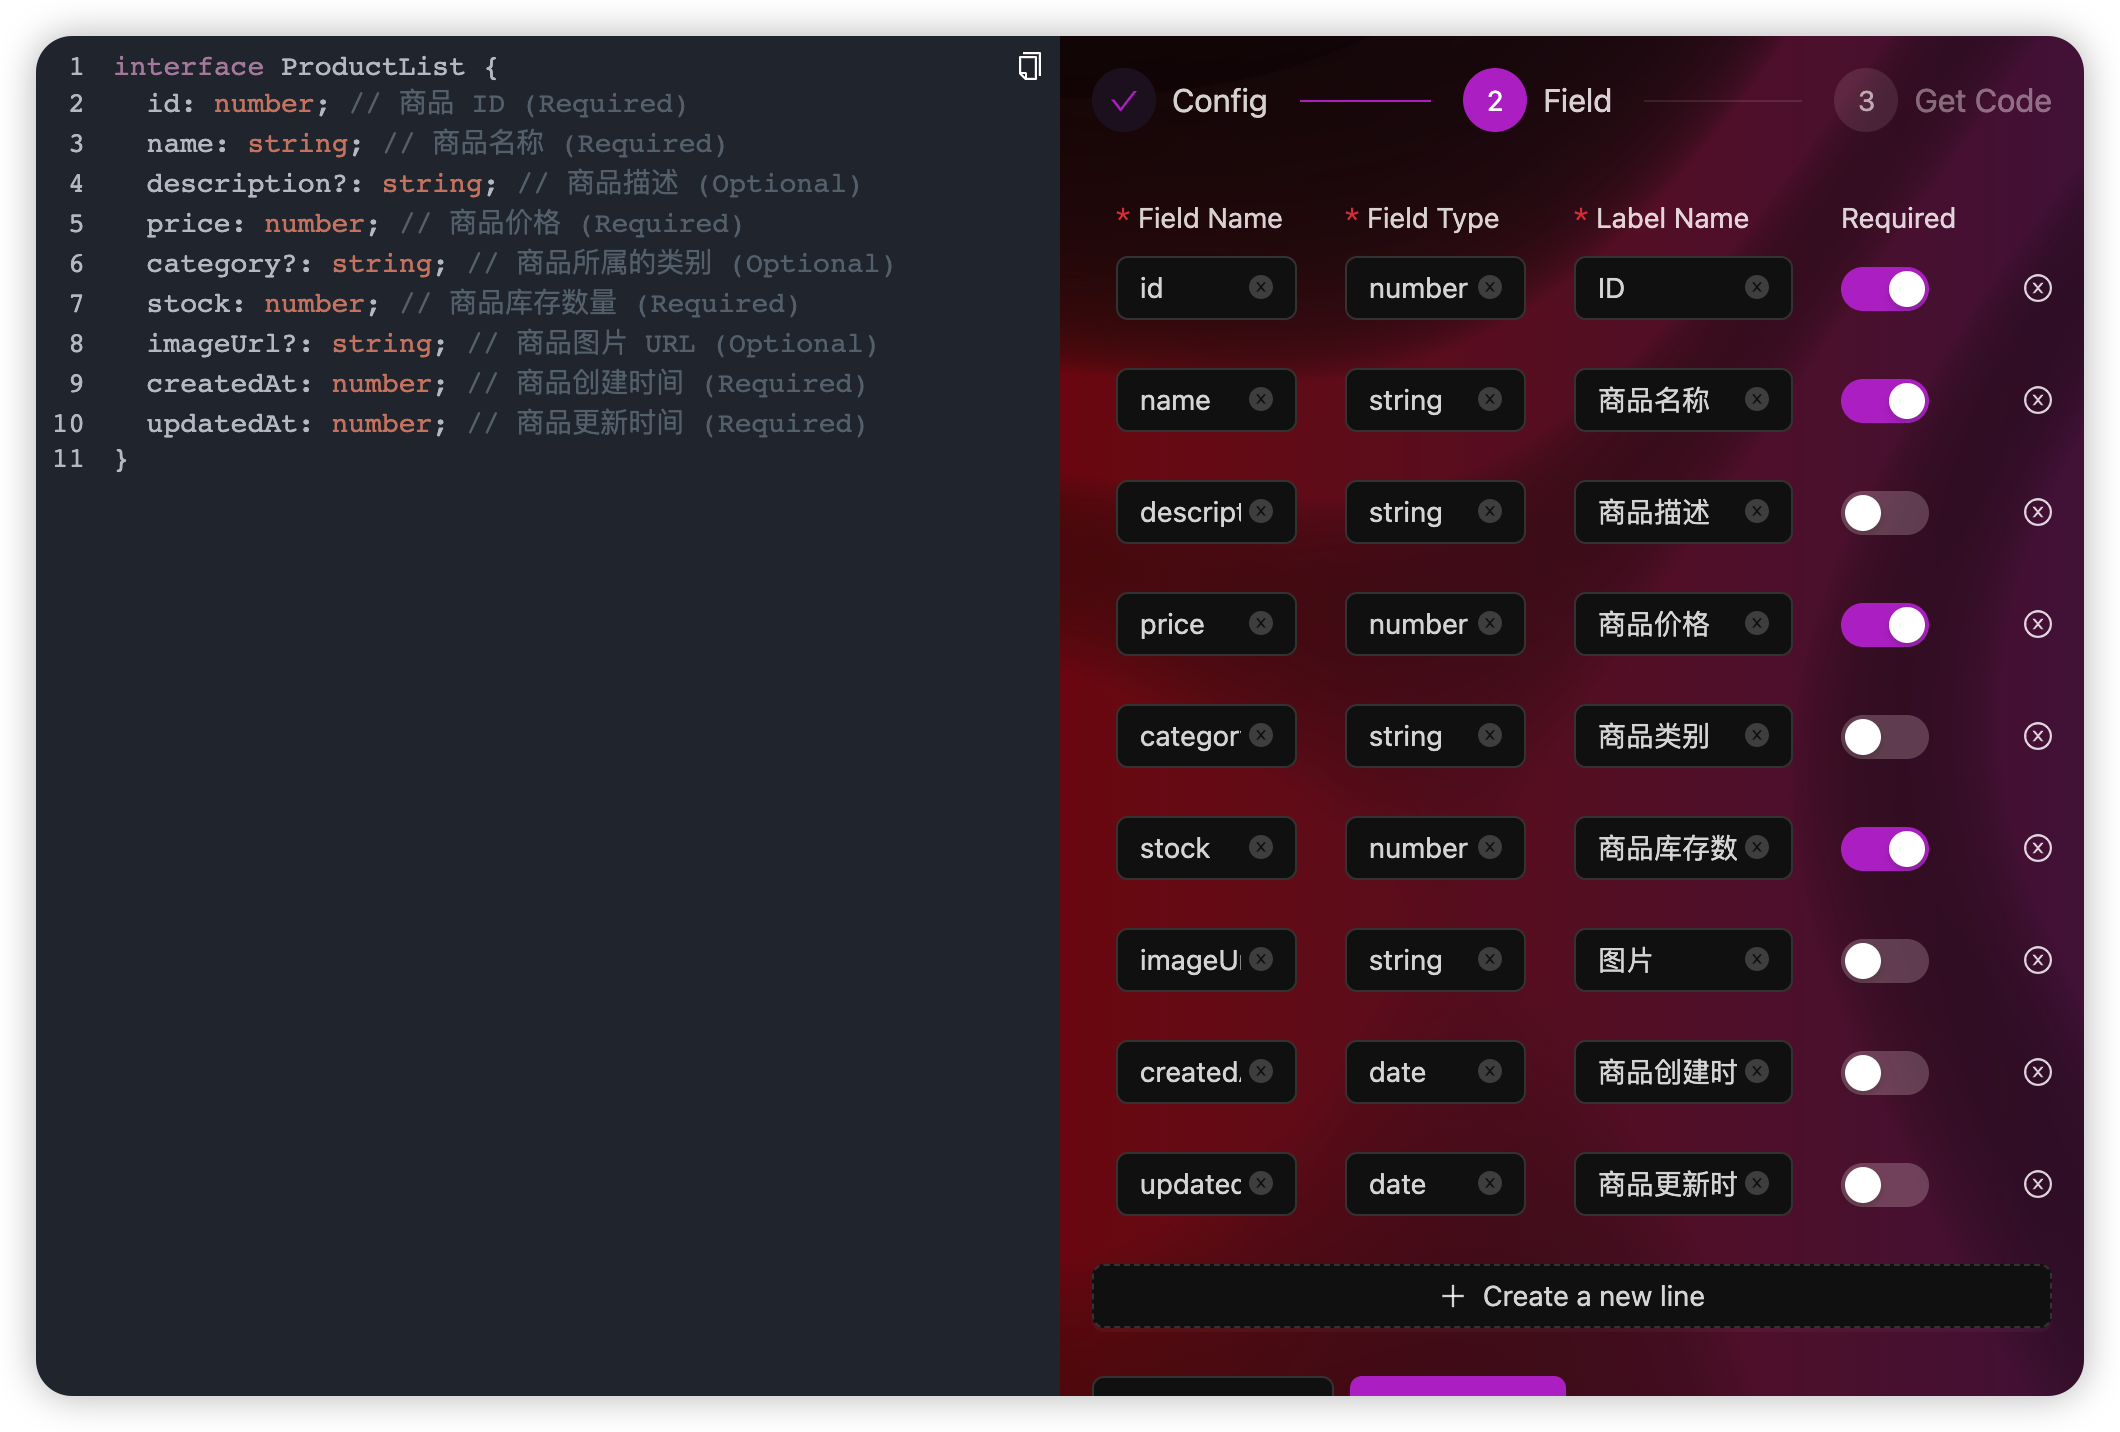 1 interface ProductList {
2 id: number; // 商品 ID (Required)
3 name: string; // 商品名称 (Required)
4 description?: string; // 商品描述 (Optional)
5 price: number; // 商品价格 (Required)
6 category?: string; // 商品所属的类别 (Optional)
7 stock: number; // 商品库存数量 (Required)
8 imageUrl?: string; // 商品图片 URL (Optional)
9 createdAt: number; // 商品创建时间 (Required)
10 updatedAt: number; // 商品更新时间 (Required)
11 }
Config 2 Field 3 Get Code
* Field Name * Field Type * Label Name Required
id number ID
name string 商品名称
descript string 商品描述
price number 商品价格
categor string 商品类别
stock number 商品库存数
imageU string 图片
created date 商品创建时
updated date 商品更新时
+ Create a new line